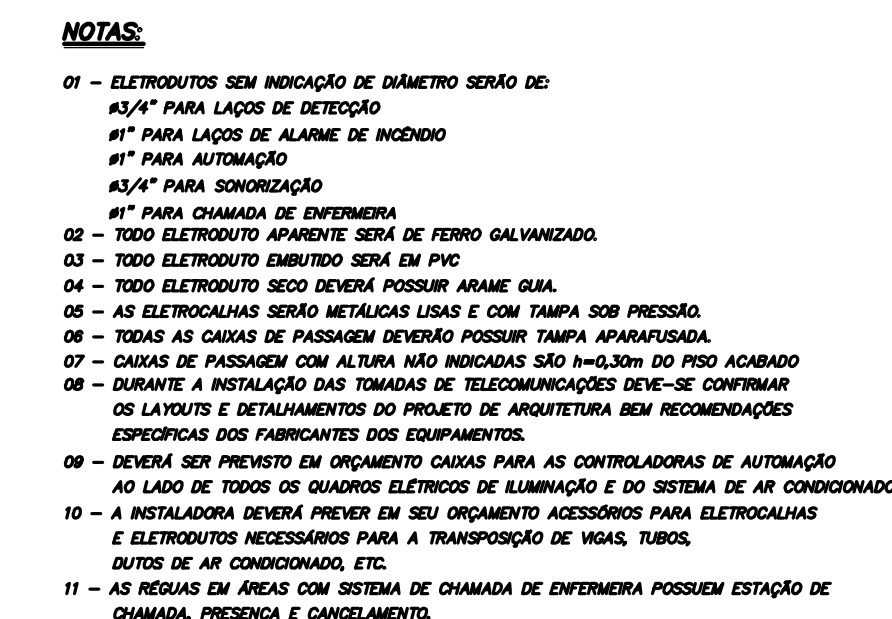 NOTAS:
01 - ELETRODUTOS SEM INDICAÇÃO DE DIÂMETRO SERÃO DE:
ø3/4" PARA LAÇOS DE DETECÇÃO
ø1" PARA LAÇOS DE ALARME DE INCÊNDIO
ø1" PARA AUTOMAÇÃO
ø3/4" PARA SONORIZAÇÃO
ø1" PARA CHAMADA DE ENFERMEIRA
02 - TODO ELETRODUTO APARENTE SERÁ DE FERRO GALVANIZADO.
03 - TODO ELETRODUTO EMBUTIDO SERÁ EM PVC
04 - TODO ELETRODUTO SECO DEVERÁ POSSUIR ARAME GUIA.
05 - AS ELETROCALHAS SERÃO METÁLICAS LISAS E COM TAMPA SOB PRESSÃO.
06 - TODAS AS CAIXAS DE PASSAGEM DEVERÃO POSSUIR TAMPA APARAFUSADA.
07 - CAIXAS DE PASSAGEM COM ALTURA NÃO INDICADAS SÃO h=0,30m DO PISO ACABADO
08 - DURANTE A INSTALAÇÃO DAS TOMADAS DE TELECOMUNICAÇÕES DEVE-SE CONFIRMAR
OS LAYOUTS E DETALHAMENTOS DO PROJETO DE ARQUITETURA BEM RECOMENDAÇÕES
ESPECÍFICAS DOS FABRICANTES DOS EQUIPAMENTOS.
09 - DEVERÁ SER PREVISTO EM ORÇAMENTO CAIXAS PARA AS CONTROLADORAS DE AUTOMAÇÃO
AO LADO DE TODOS OS QUADROS ELÉTRICOS DE ILUMINAÇÃO E DO SISTEMA DE AR CONDICIONADO
10 - A INSTALADORA DEVERÁ PREVER EM SEU ORÇAMENTO ACESSÓRIOS PARA ELETROCALHAS
E ELETRODUTOS NECESSÁRIOS PARA A TRANSPOSIÇÃO DE VIGAS, TUBOS,
DUTOS DE AR CONDICIONADO, ETC.
11 - AS RÉGUAS EM ÁREAS COM SISTEMA DE CHAMADA DE ENFERMEIRA POSSUEM ESTAÇÃO DE
CHAMADA, PRESENÇA E CANCELAMENTO.